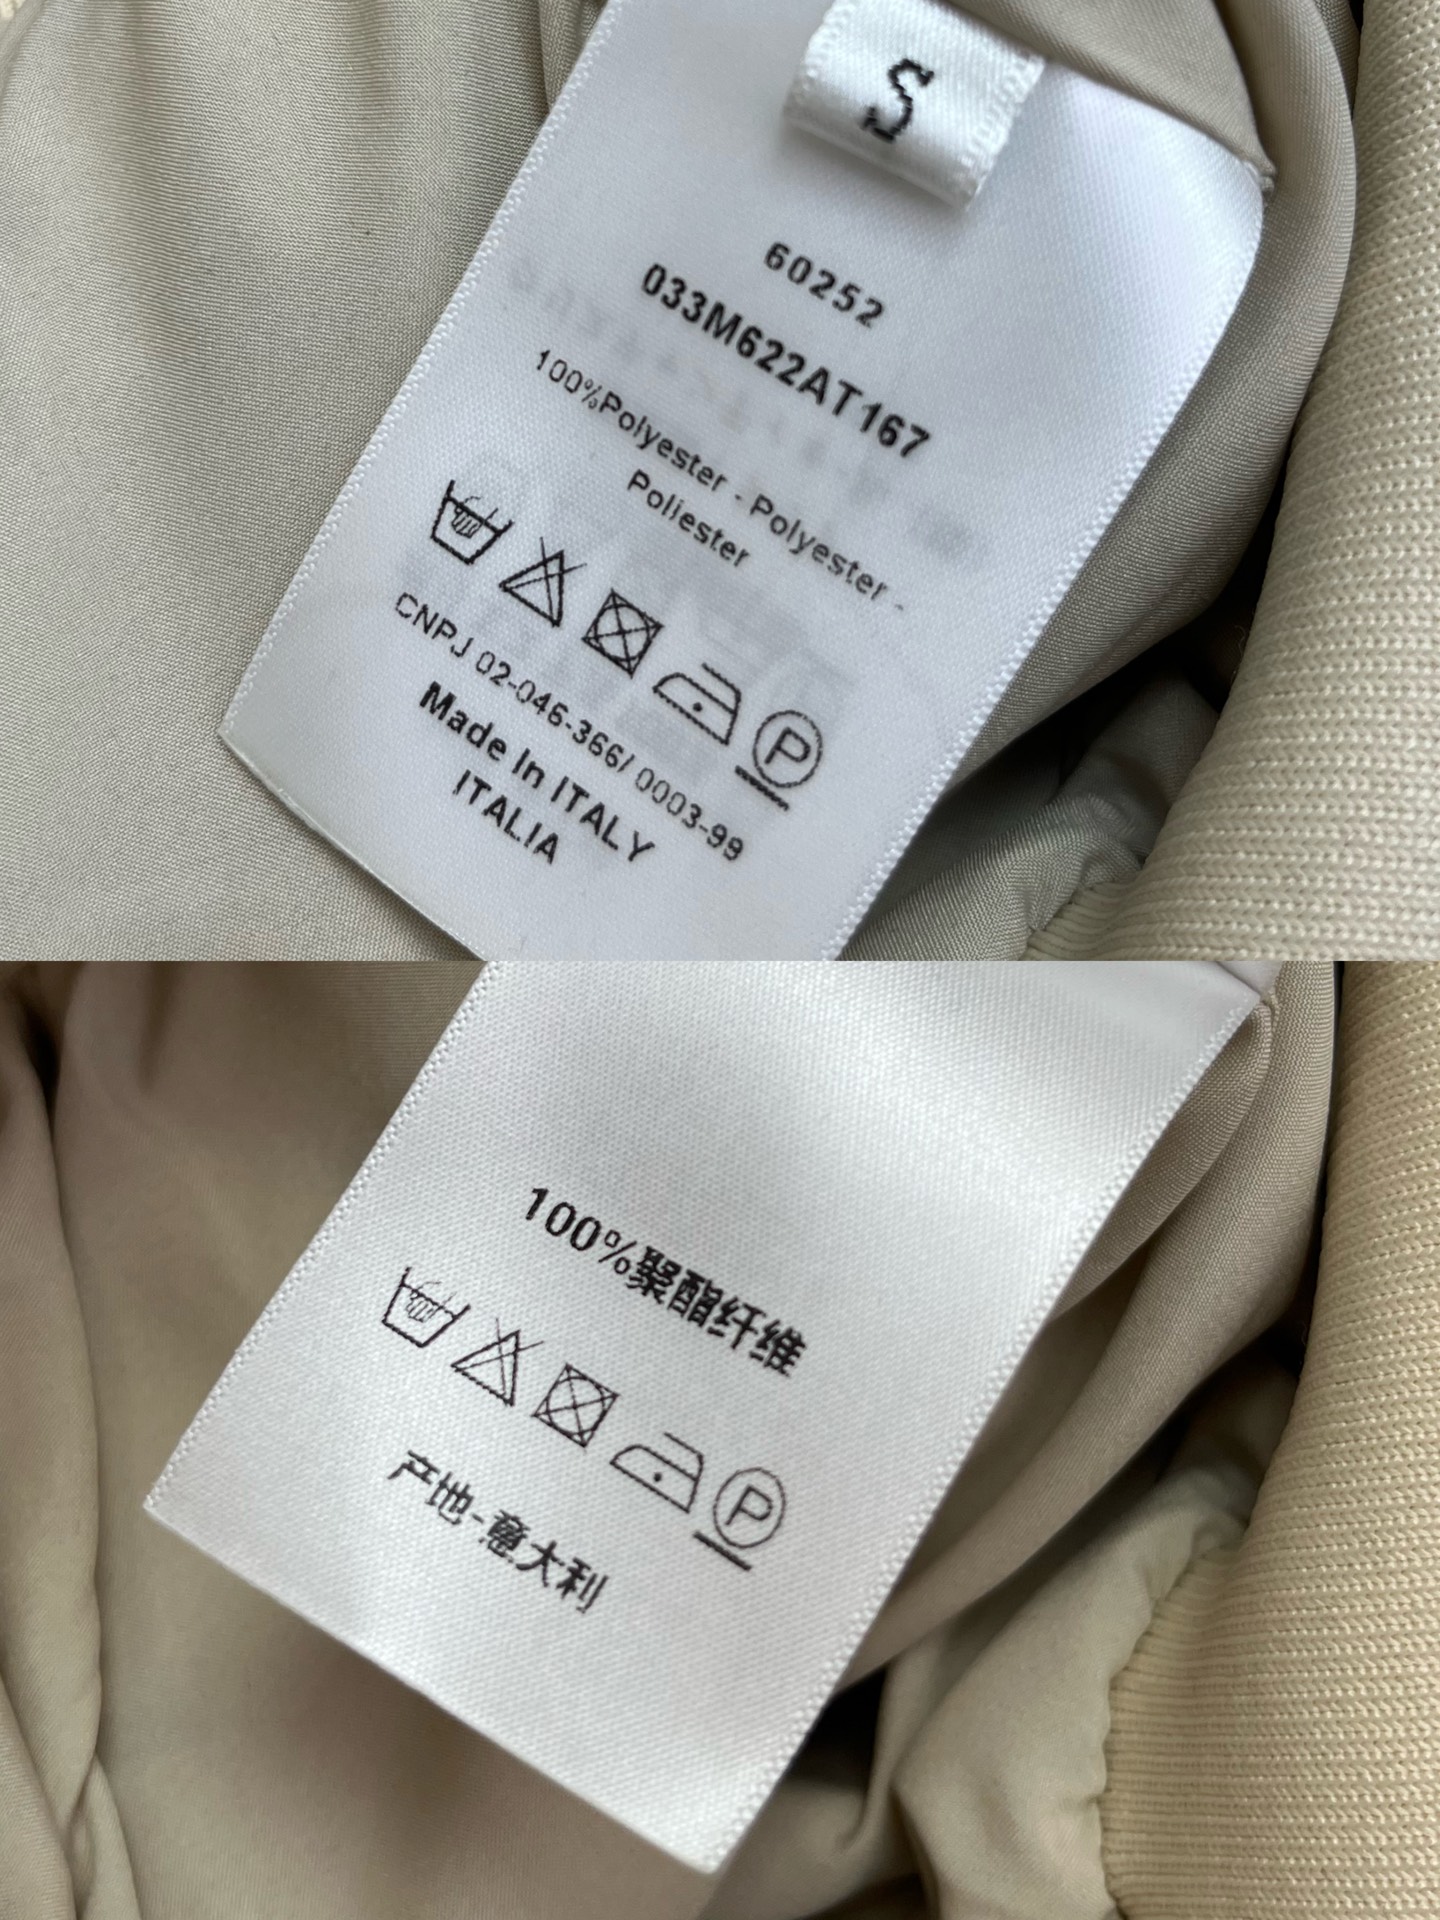 S
60252
033M622AT167
100%Polyester - Polyester -
Poliester
P
CNPJ 02-046-366/ 0003-99
Made In ITALY
ITALIA
100%聚酯纤维
P
产地-意大利